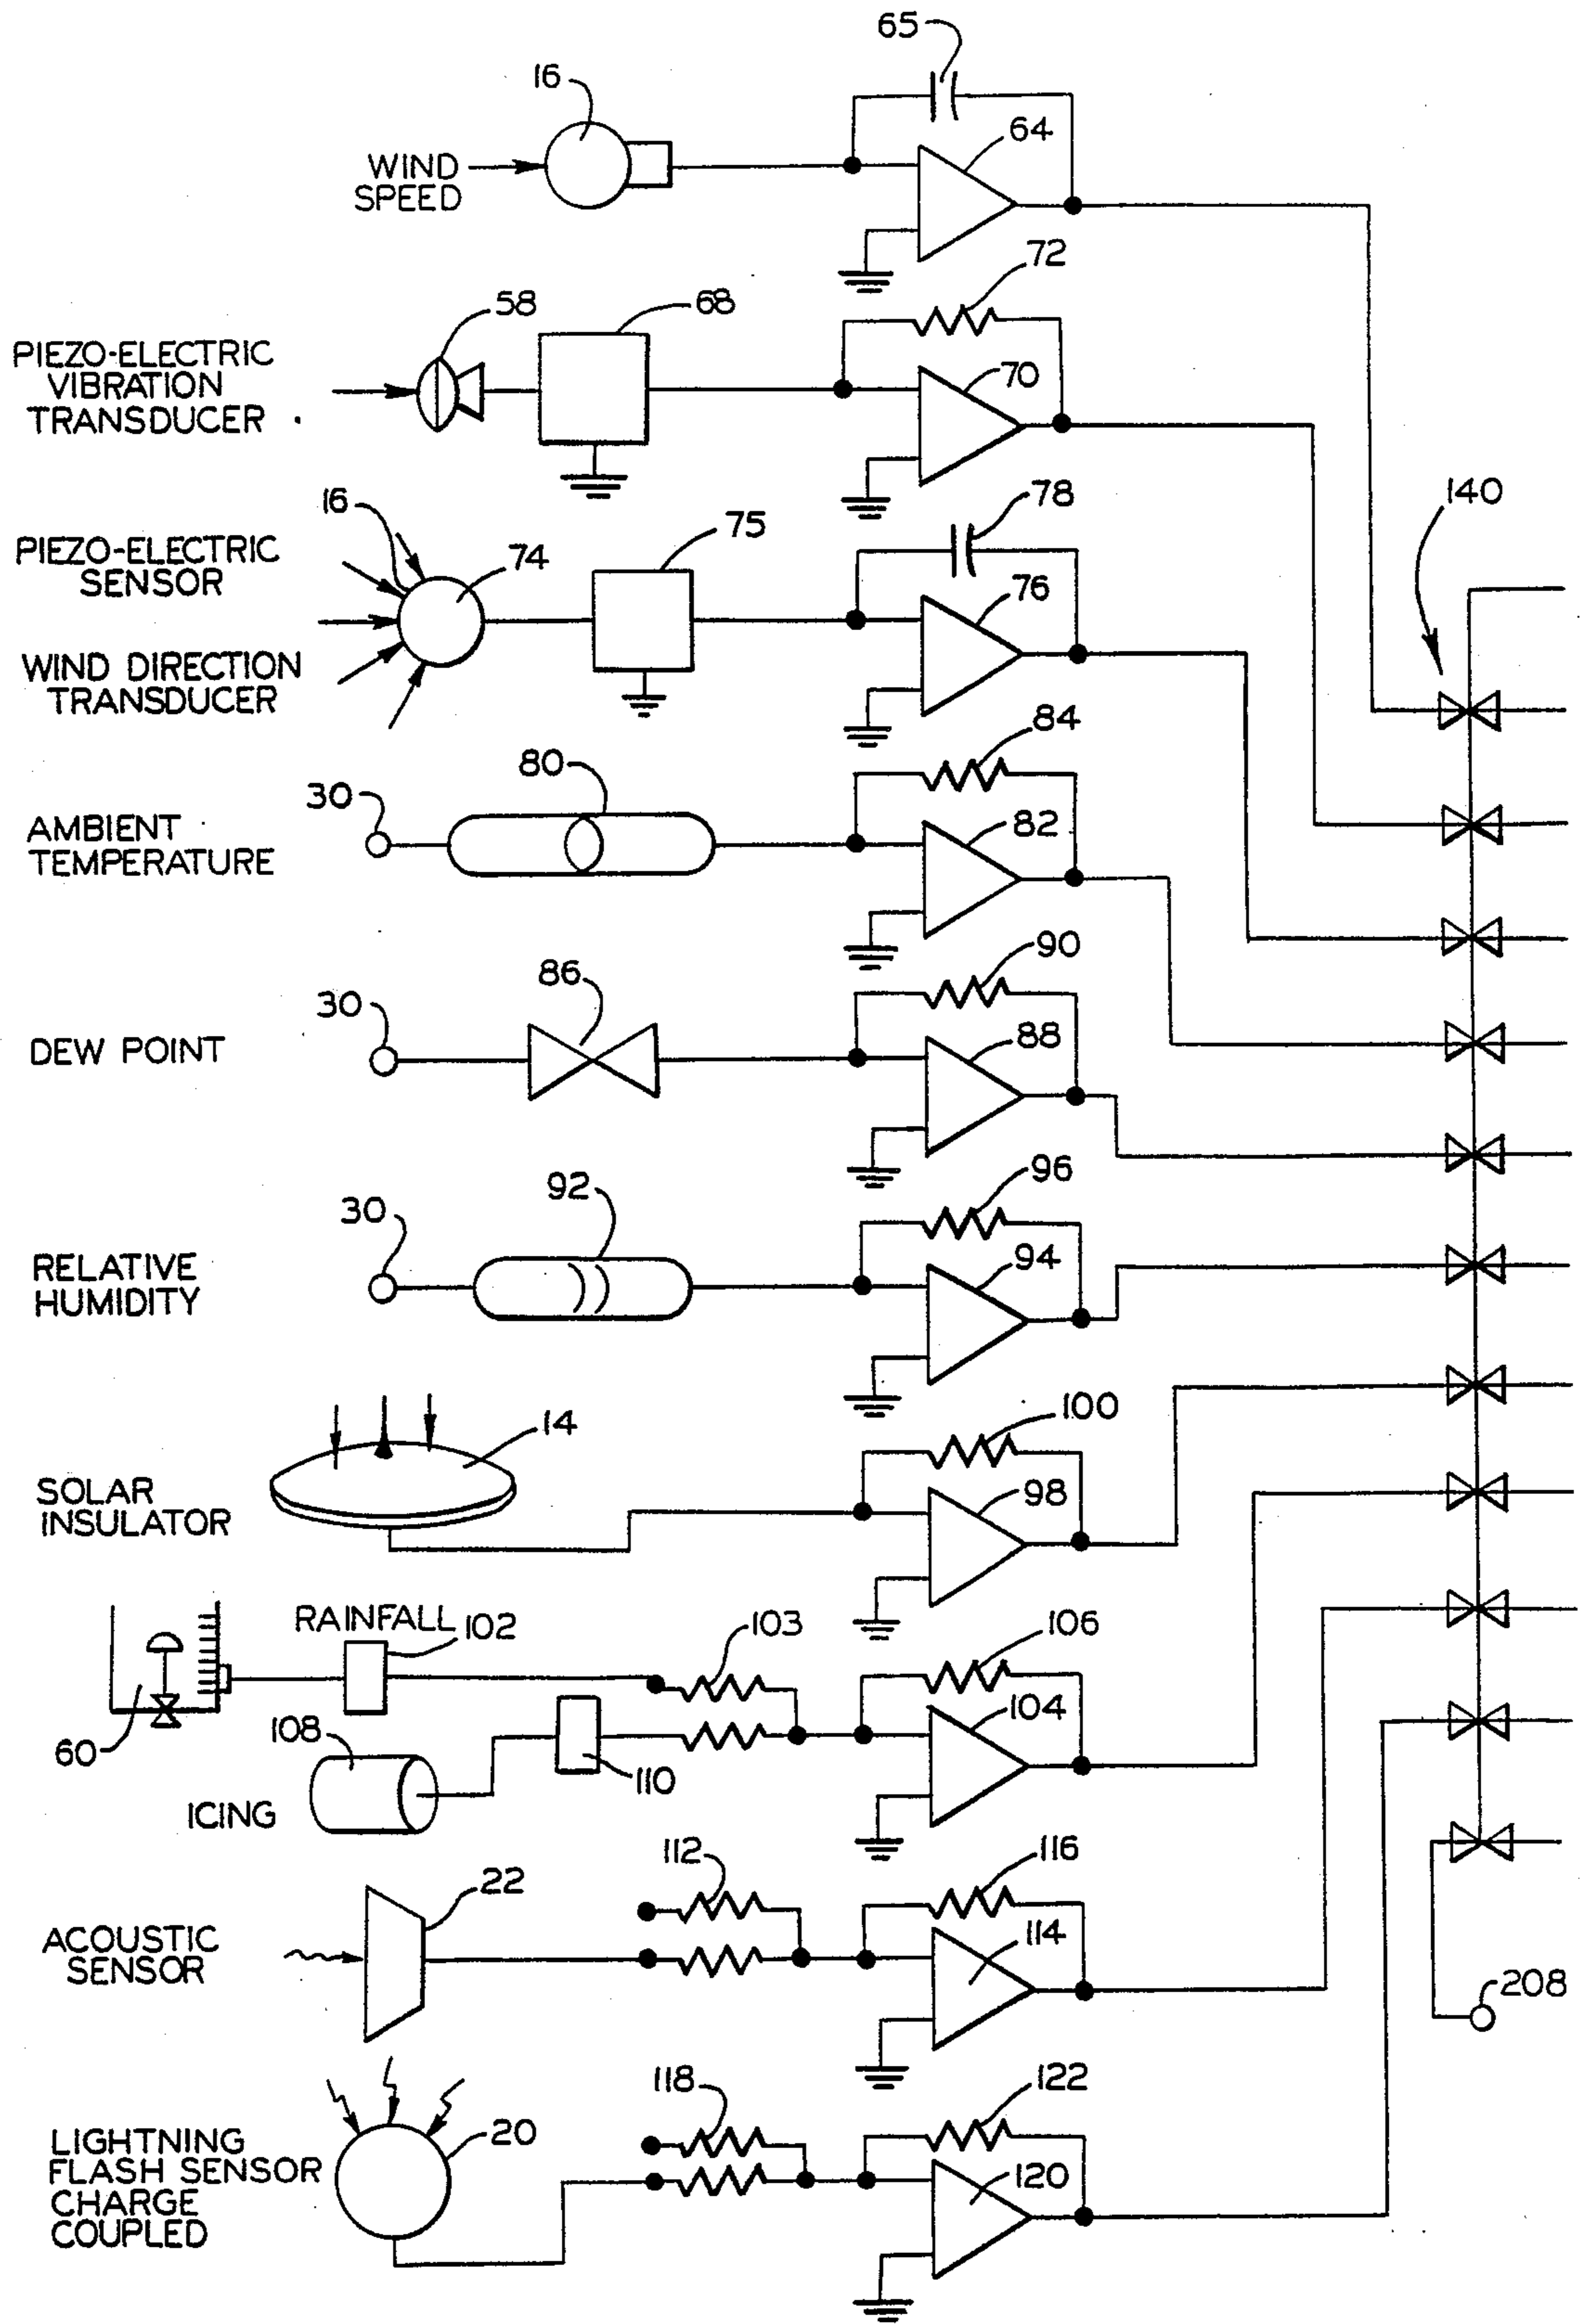 65
16
64
WIND
SPEED
72
58
68
PIEZO-ELECTRIC
VIBRATION
TRANSDUCER
70
16
78
140
75
PIEZO-ELECTRIC
SENSOR
74
76
WIND DIRECTION
TRANSDUCER
84
80
30
82
AMBIENT
TEMPERATURE
90
86
30
88
DEW POINT
96
92
30
94
RELATIVE
HUMIDITY
100
14
98
SOLAR
INSULATOR
RAINFALL
102
103
106
104
108
60
110
ICING
112
116
22
114
ACOUSTIC
SENSOR
208
118
122
20
LIGHTNING
FLASH SENSOR
CHARGE
COUPLED
120